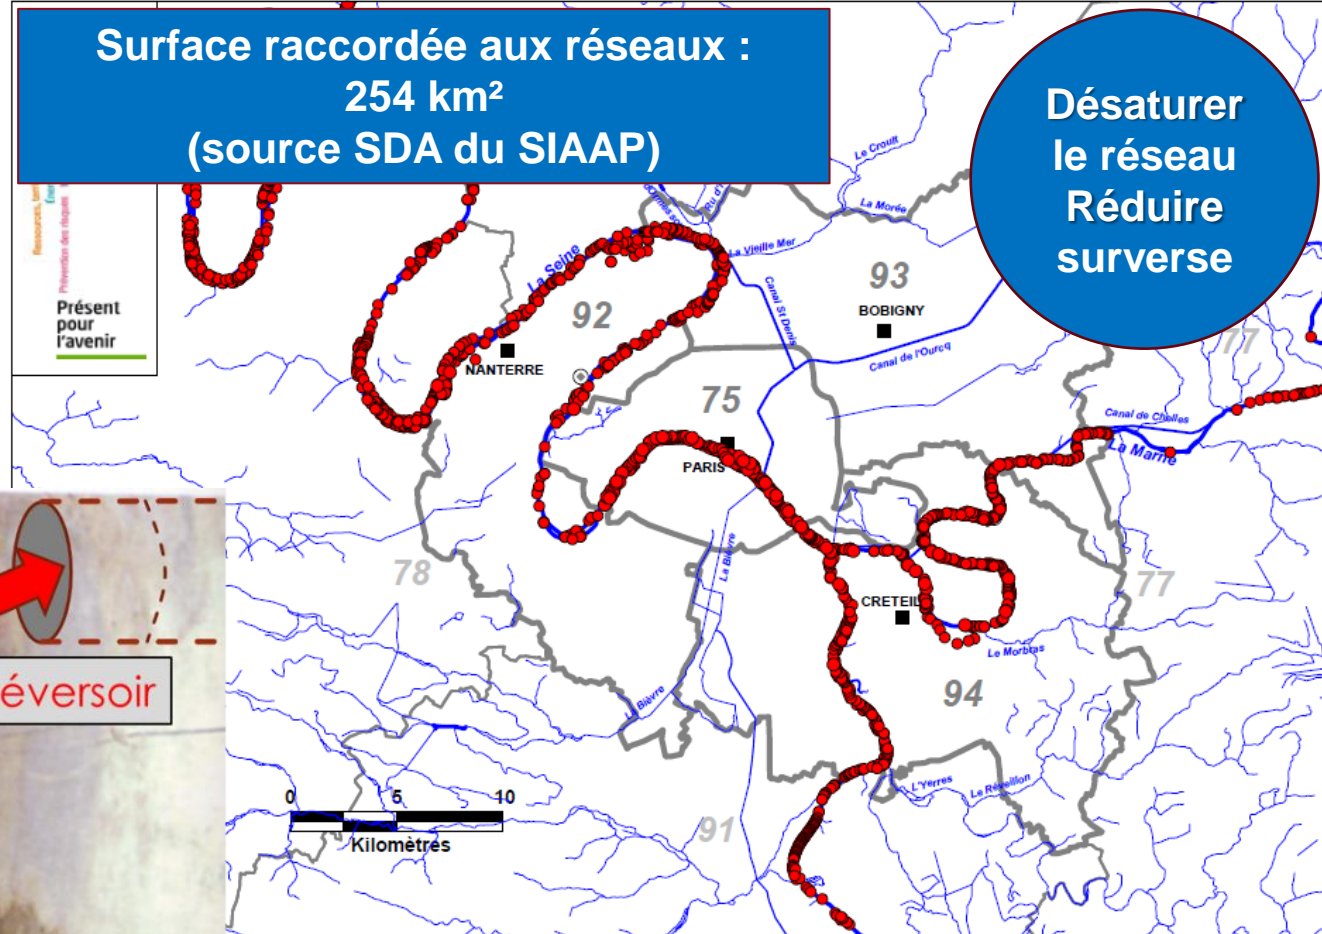 Surface raccordée aux réseaux :
254 km²
(source SDA du SIAAP)
Désaturer
le réseau
Réduire
surverse
Prévention des risques
Présent
pour
l'avenir
Le Croult
La Morée
La Vieille Mer
La Seine
Canal St Denis
93
BOBIGNY
92
Canal de l'Ourcq
77
NANTERRE
75
Canal de Chelles
La Marne
PARIS
La Bièvre
78
77
CRETEIL
Le Morbras
éversoir
94
La Bièvre
L'Yerres
Le Réveillon
0 5 10
Kilomètres
91